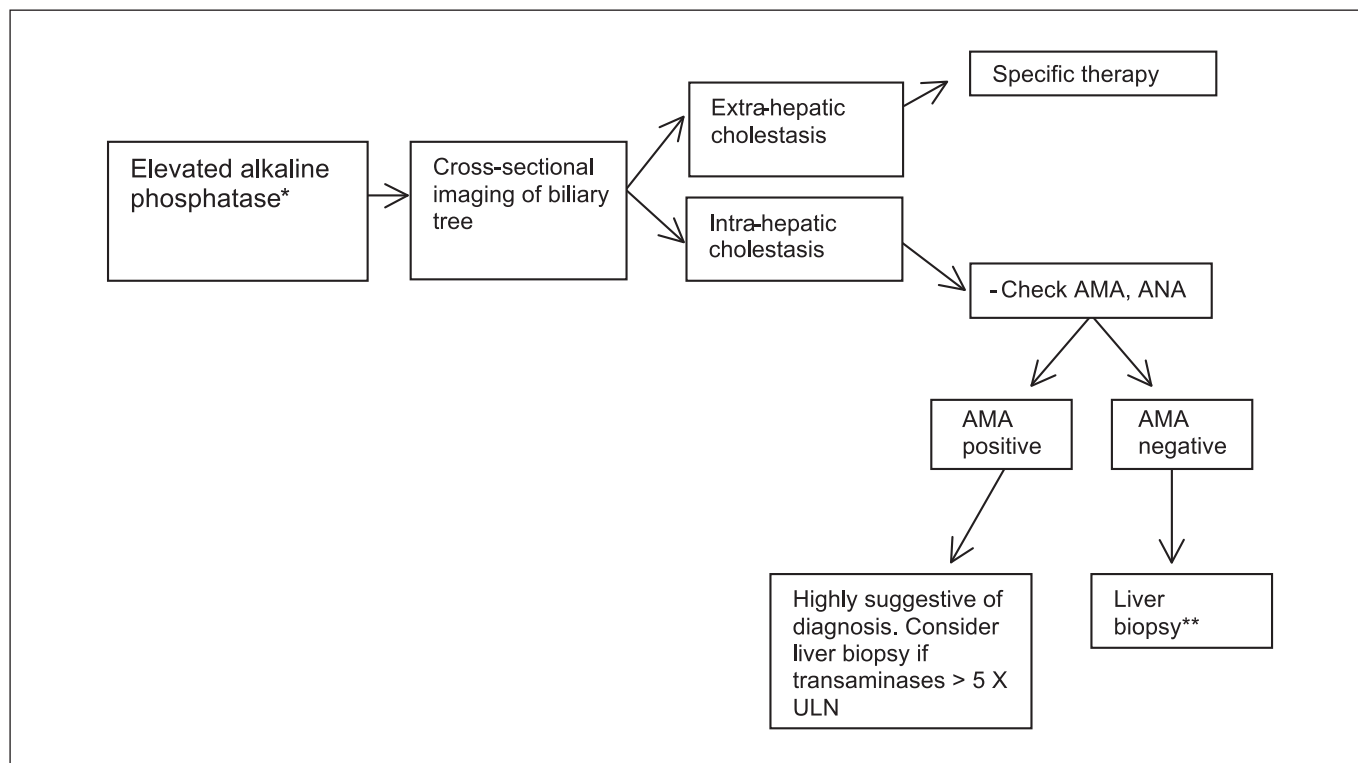 Elevated alkaline
phosphatase*
Cross-sectional
imaging of biliary
tree
Extra-hepatic
cholestasis
Specific therapy
Intra-hepatic
cholestasis
-Check AMA, ANA
AMA
positive
AMA
negative
Highly suggestive of
diagnosis. Consider
liver biopsy if
transaminases > 5 X
ULN
Liver
biopsy**